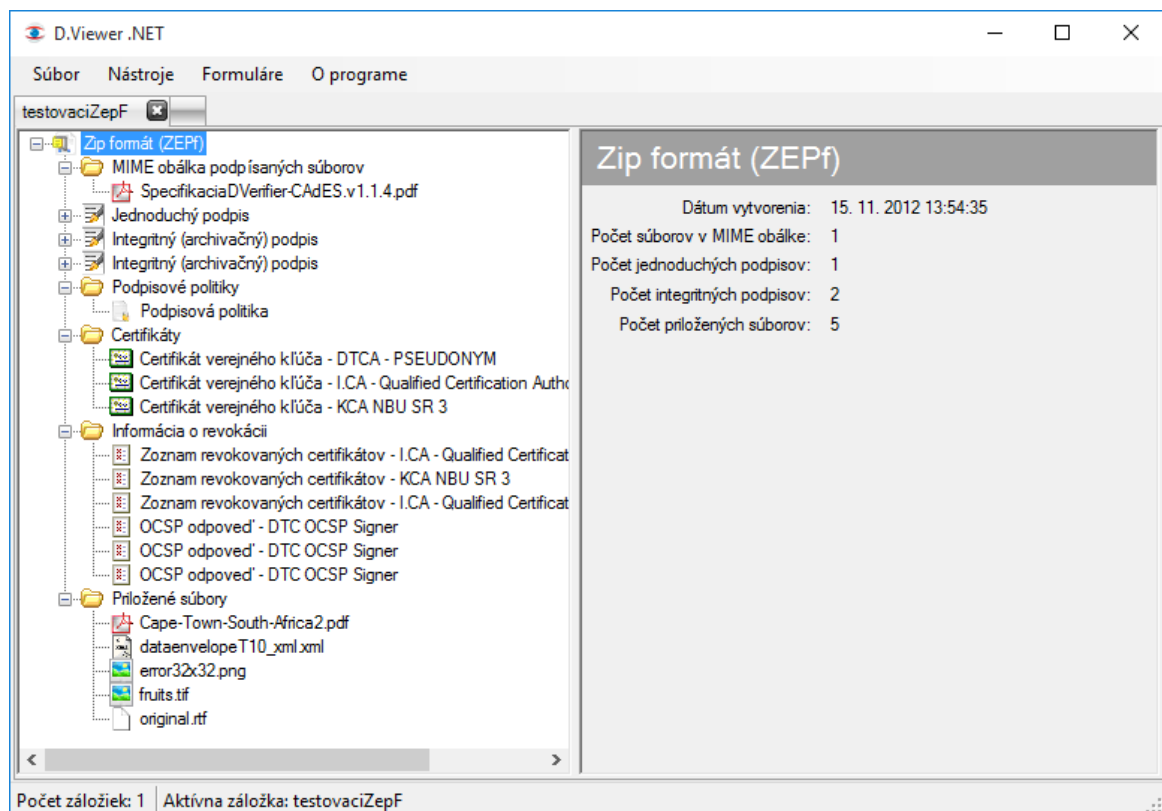 D.Viewer .NET
Súbor Nástroje Formuláre O programe
testovaciZepF
Zip formát (ZEPf)
MIME obálka podpísaných súborov
SpecifikaciaDVerifier-CAdES.v1.1.4.pdf
Jednoduchý podpis
Integritný (archivačný) podpis
Integritný (archivačný) podpis
Podpisové politiky
Podpisová politika
Certifikáty
Certifikát verejného kľúča - DTCA - PSEUDONYM
Certifikát verejného kľúča - I.CA - Qualified Certification Autho
Certifikát verejného kľúča - KCA NBU SR 3
Informácia o revokácii
Zoznam revokovaných certifikátov - I.CA - Qualified Certificat
Zoznam revokovaných certifikátov - KCA NBU SR 3
Zoznam revokovaných certifikátov - I.CA - Qualified Certificat
OCSP odpoveď - DTC OCSP Signer
OCSP odpoveď - DTC OCSP Signer
OCSP odpoveď - DTC OCSP Signer
Priložené súbory
Cape-Town-South-Africa2.pdf
dataenvelopeT10_xml.xml
error32x32.png
fruits.tif
original.rtf
Zip formát (ZEPf)
Dátum vytvorenia: 15. 11. 2012 13:54:35
Počet súborov v MIME obálke: 1
Počet jednoduchých podpisov: 1
Počet integritných podpisov: 2
Počet priložených súborov: 5
Počet záložiek: 1 Aktívna záložka: testovaciZepF